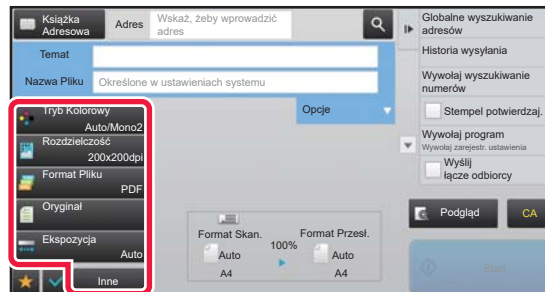 Książka
Adresowa
Adres
Wskaż, żeby wprowadzić
adres
Temat
Nazwa Pliku
Określone w ustawieniach systemu
Opcje
Tryb Kolorowy
Auto/Mono2
Rozdzielczość
200x200dpi
Format Pliku
PDF
Oryginał
Ekspozycja
Auto
Inne
Format Skan.
Auto
A4
100%
Format Przesł.
Auto
A4
Globalne wyszukiwanie
adresów
Historia wysyłania
Wywołaj wyszukiwanie
numerów
Stempel potwierdzaj.
Wywołaj program
Wywołaj zarejestr. ustawienia
Wyślij
łącze odbiorcy
Podgląd
CA
Start